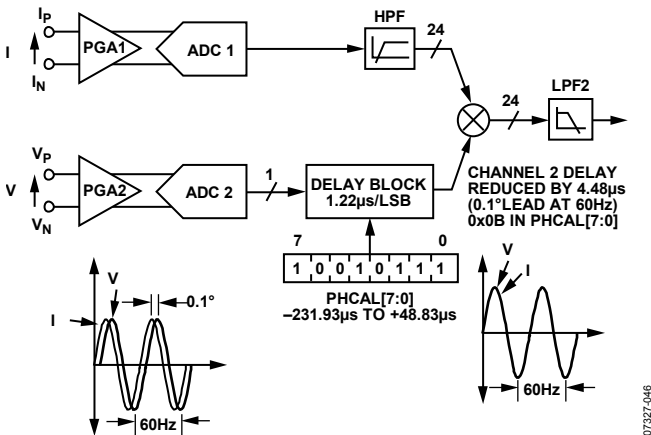 I
IP
IN
PGA1
ADC 1
HPF
24
24
LPF2
V
VP
VN
PGA2
ADC 2
1
DELAY BLOCK
1.22µs/LSB
CHANNEL 2 DELAY
REDUCED BY 4.48µs
(0.1°LEAD AT 60Hz)
0x0B IN PHCAL[7:0]
7
0
1 0 0 1 0 1 1 1
PHCAL[7:0]
–231.93µs TO +48.83µs
V
I
0.1°
60Hz
V
I
60Hz
07327-046